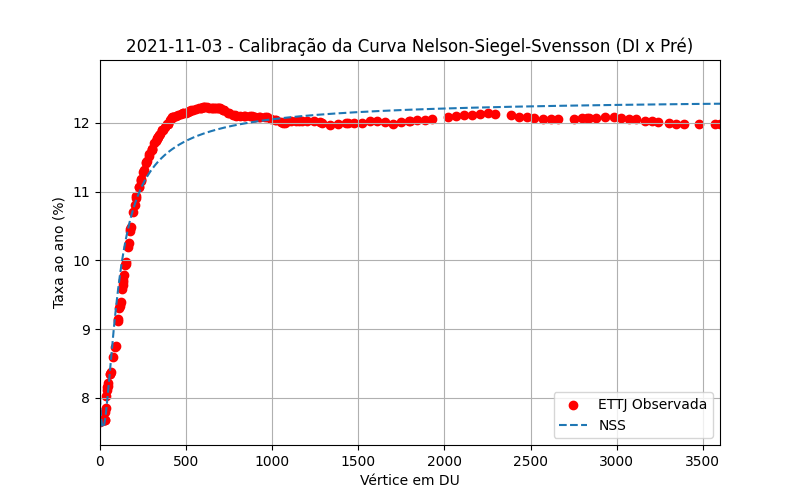 2021-11-03 - Calibração da Curva Nelson-Siegel-Svensson (DI x Pré)
Taxa ao ano (%)
12
11
10
9
8
ETTJ Observada
NSS
0 500 1000 1500 2000 2500 3000 3500
Vértice em DU